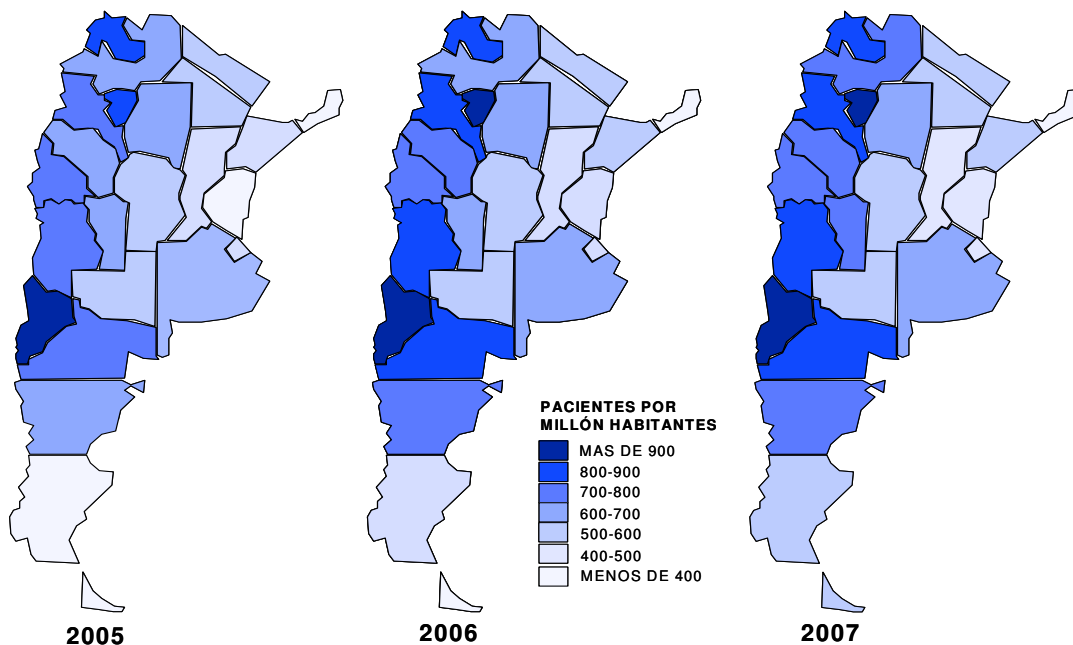 PACIENTES POR
MILLÓN HABITANTES
MAS DE 900
800-900
700-800
600-700
500-600
400-500
MENOS DE 400
2005
2006
2007